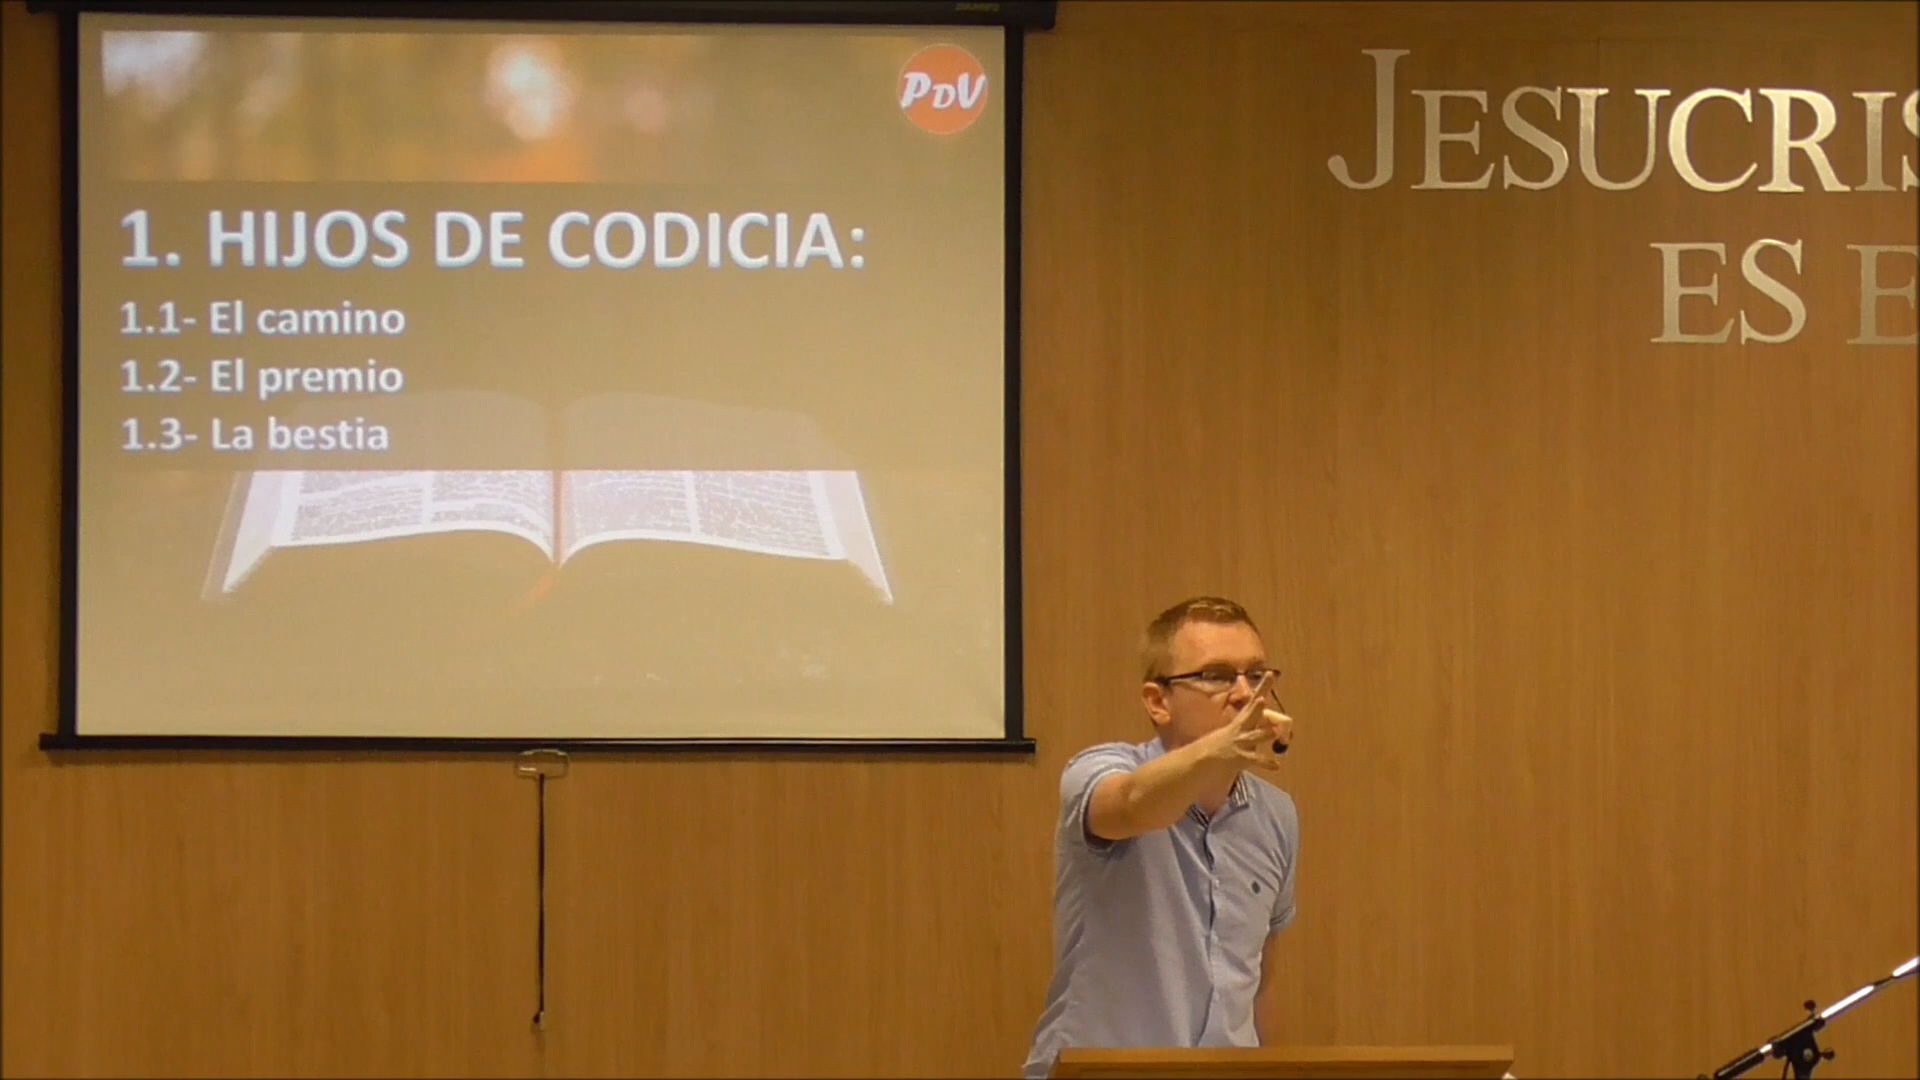 PDV
1. HIJOS DE CODICIA:
1.1- El camino
1.2- El premio
1.3- La bestia
JESUCRIS
ES E